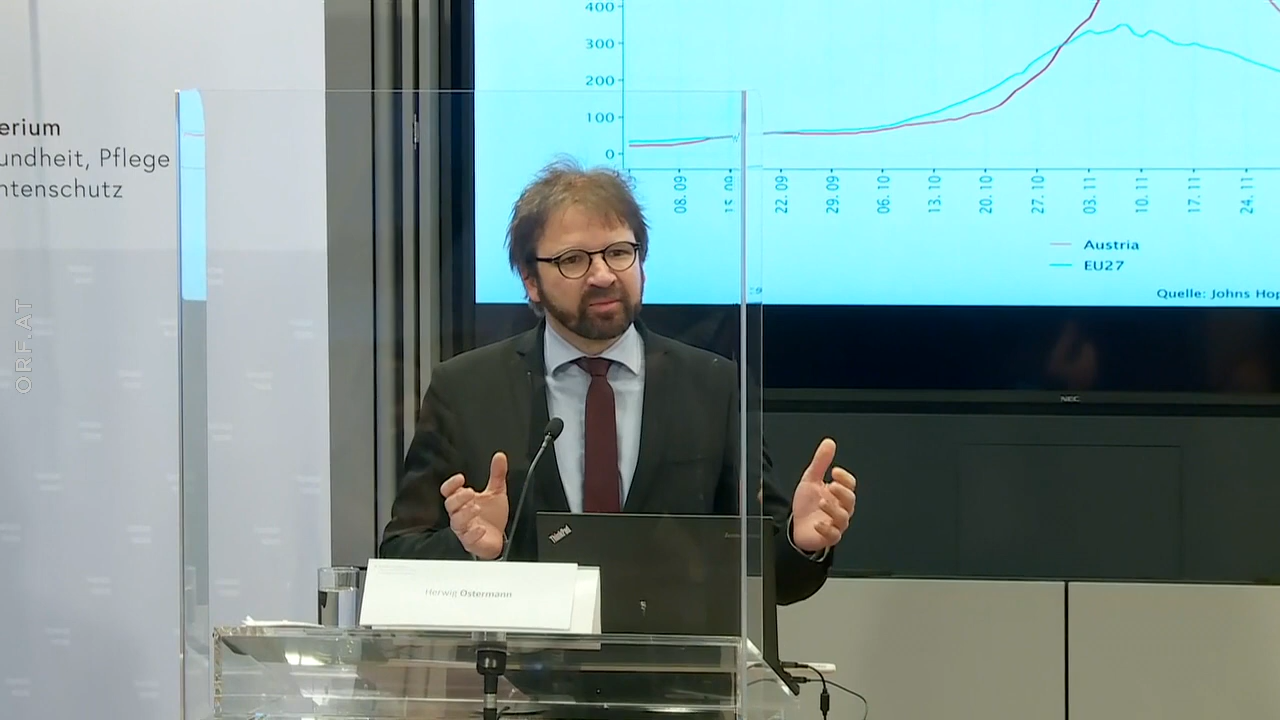 erium
undheit, Pflege
ntenschutz
ORF.AT
400
300
200
100
0
08.09
22.09
29.09
06.10
13.10
20.10
27.10
03.11
10.11
17.11
24.11
Austria
EU27
Quelle: Johns Hop
NEC
ThinkPad
Herwig Ostermann